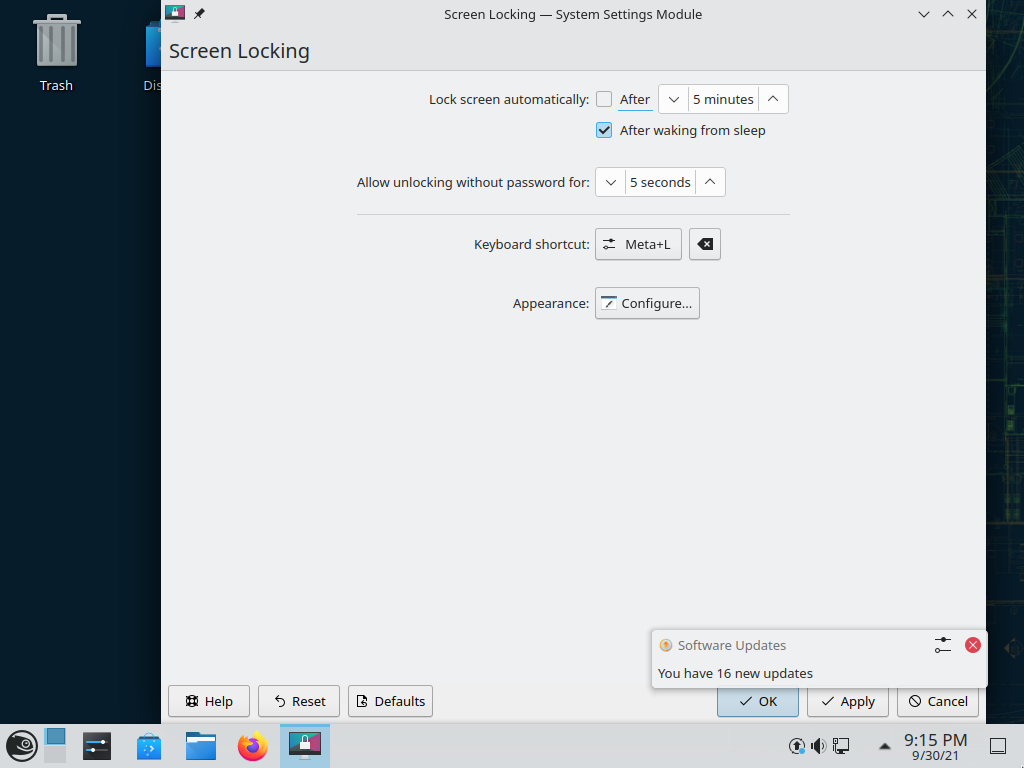 Screen Locking — System Settings Module
Screen Locking
Trash
Dis
Lock screen automatically: After 5 minutes
After waking from sleep
Allow unlocking without password for: 5 seconds
Keyboard shortcut: Meta+L
Appearance: Configure...
Software Updates
You have 16 new updates
Help Reset Defaults OK Apply Cancel
9:15 PM
9/30/21